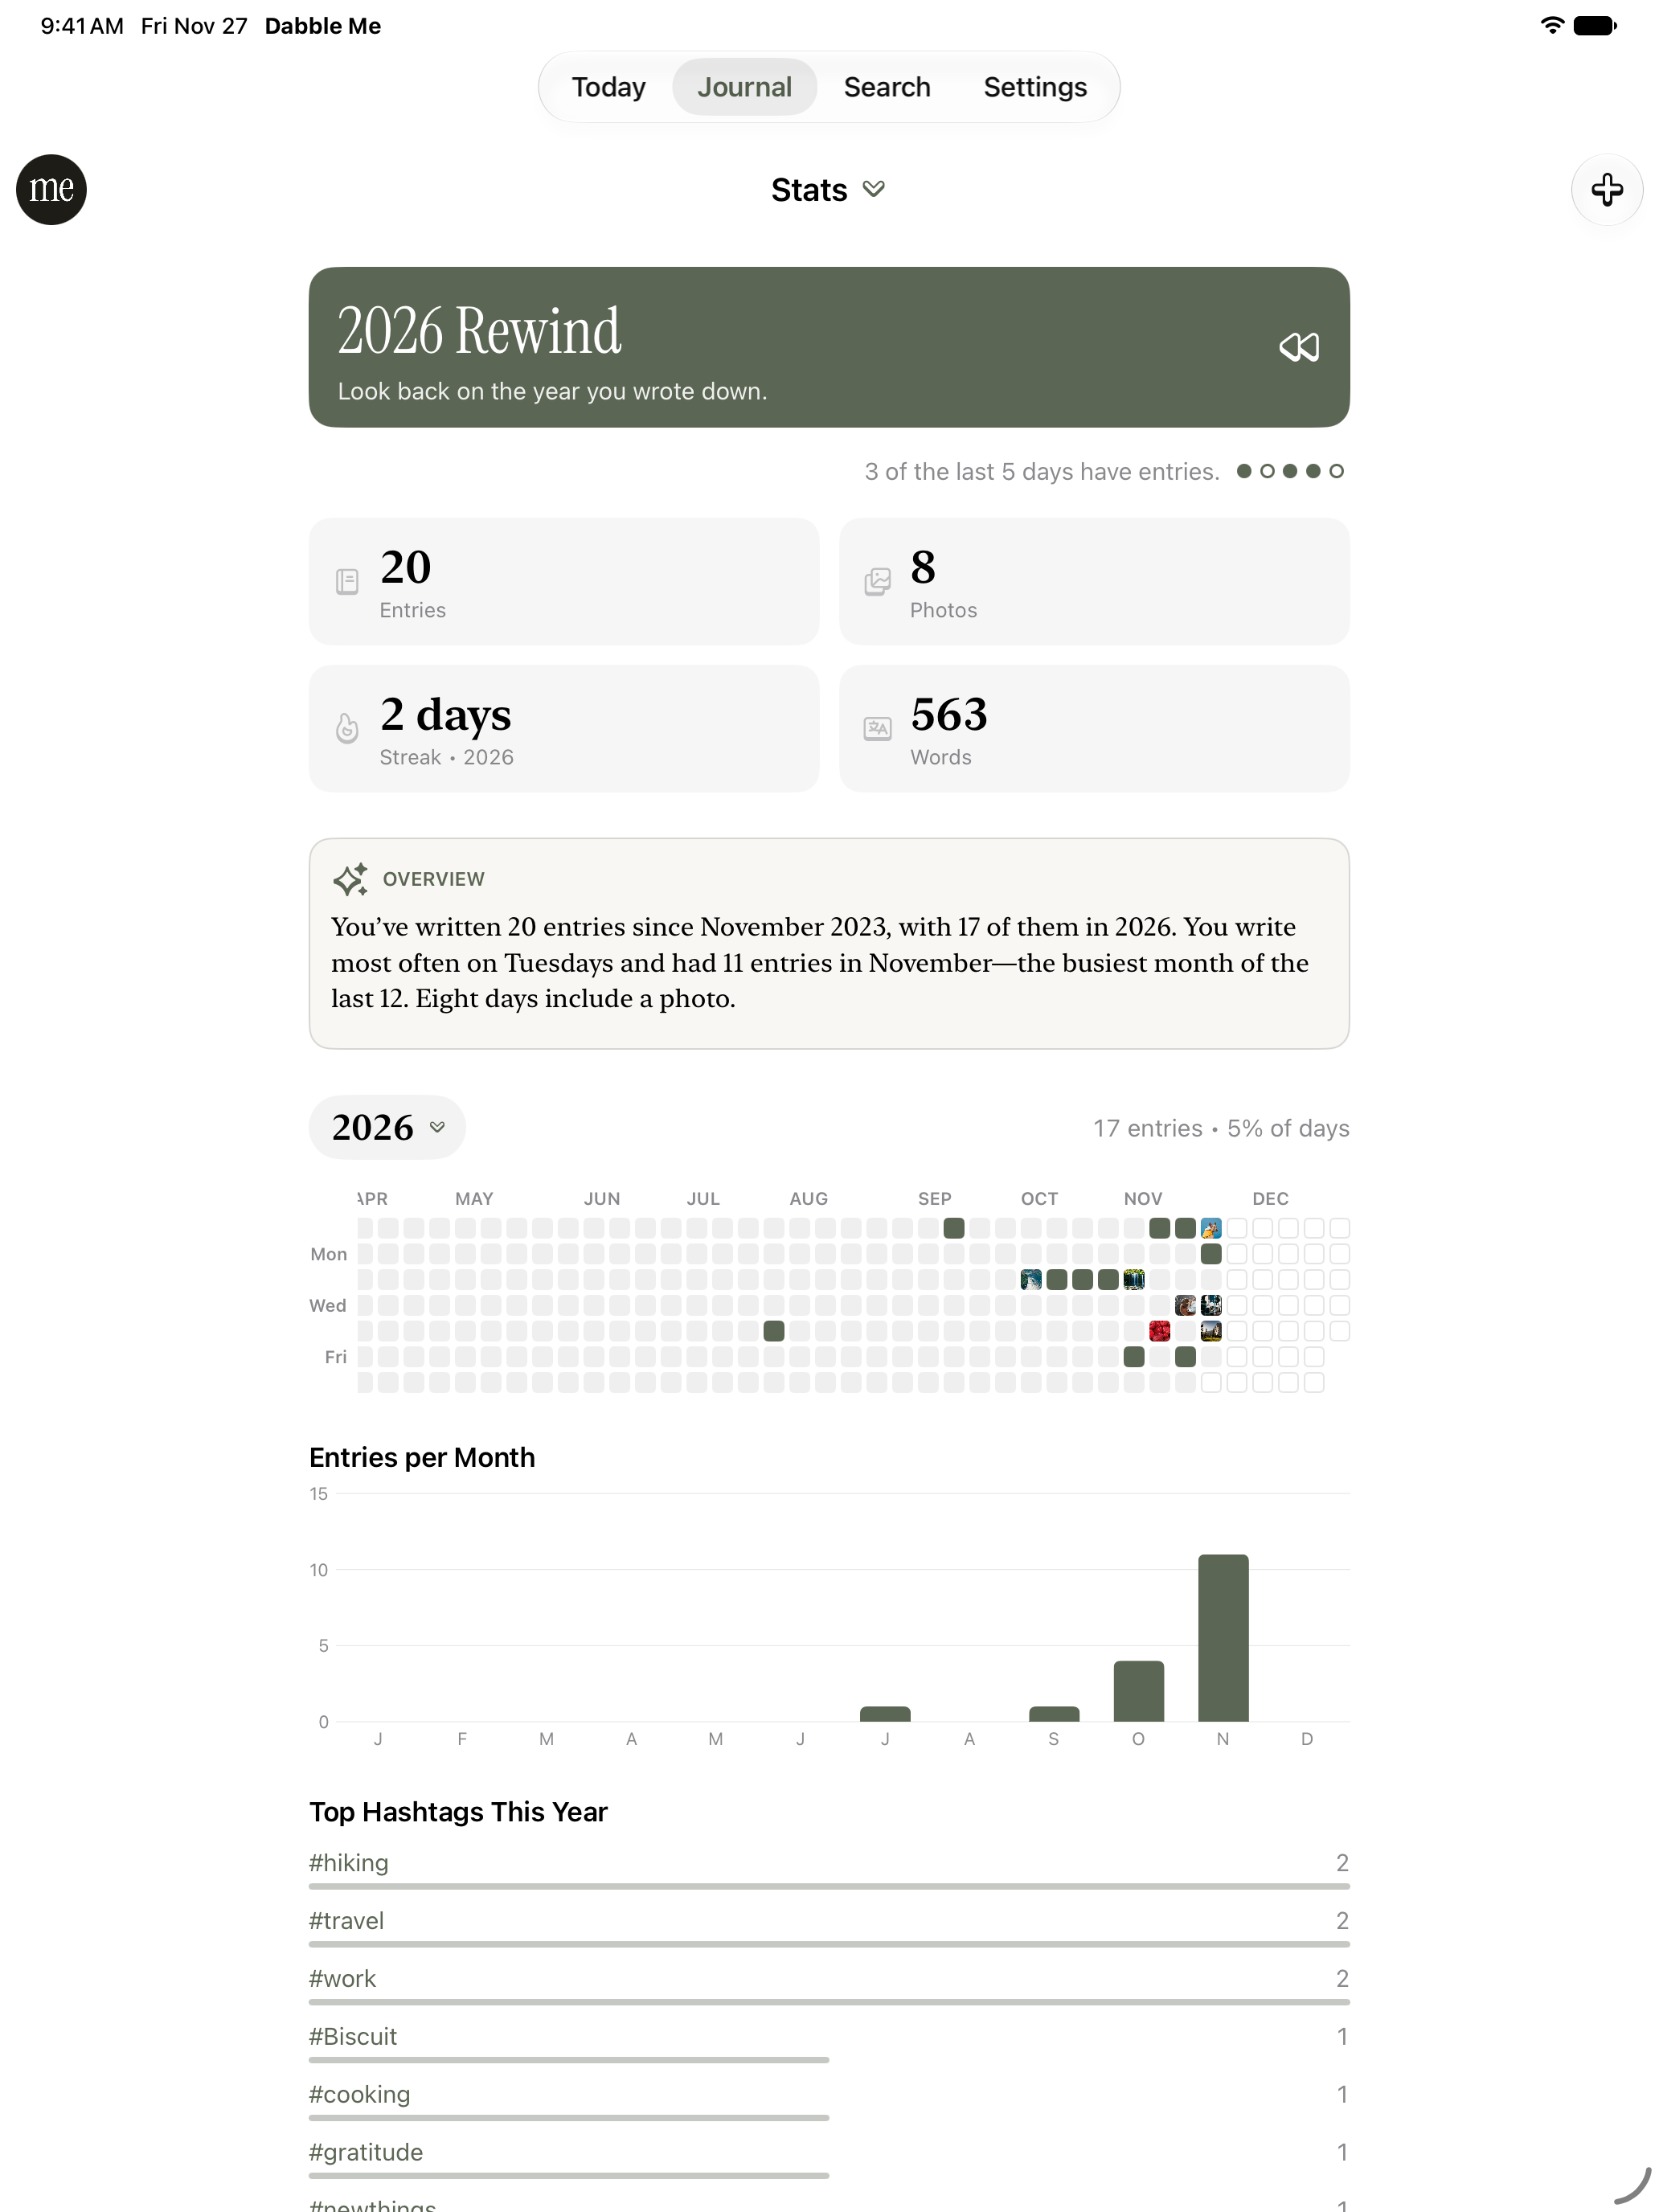 9:41 AM Fri Nov 27 Dabble Me
Today Journal Search Settings
me
Stats
2026 Rewind
Look back on the year you wrote down.
3 of the last 5 days have entries.
20
Entries
8
Photos
2 days
Streak • 2026
563
Words
OVERVIEW
You’ve written 20 entries since November 2023, with 17 of them in 2026. You write
most often on Tuesdays and had 11 entries in November—the busiest month of the
last 12. Eight days include a photo.
2026
17 entries • 5% of days
APR MAY JUN JUL AUG SEP OCT NOV DEC
Mon
Wed
Fri
Entries per Month
15
10
5
0
J F M A M J J A S O N D
Top Hashtags This Year
#hiking 2
#travel 2
#work 2
#Biscuit 1
#cooking 1
#gratitude 1
#newthings 1